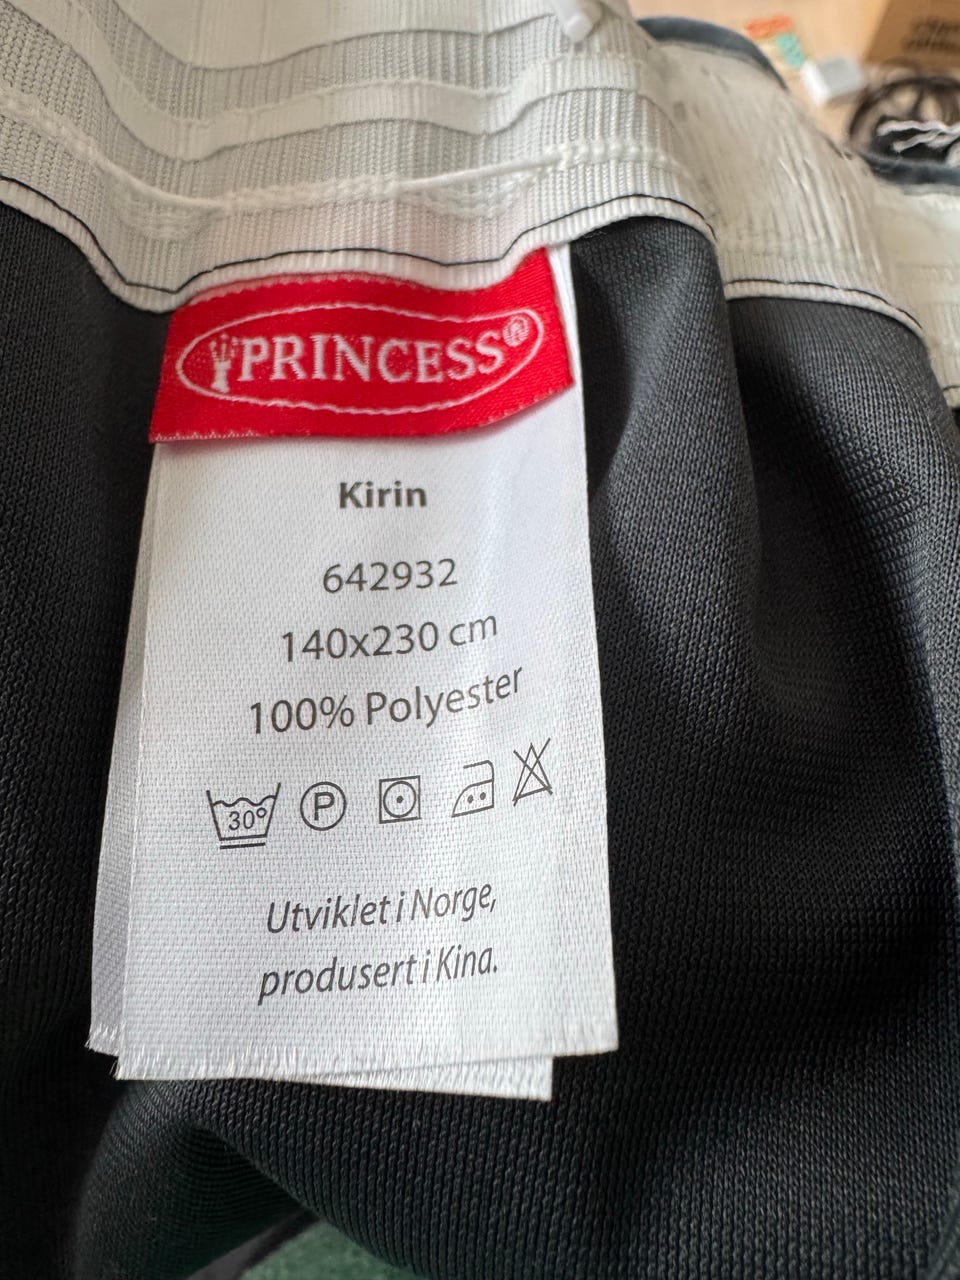 PRINCESS®
Kirin
642932
140x230 cm
100% Polyester
30° P
Utviklet i Norge,
produsert i Kina.